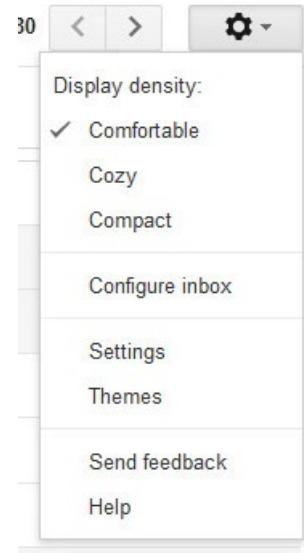 30
Display density:
Comfortable
Cozy
Compact
Configure inbox
Settings
Themes
Send feedback
Help